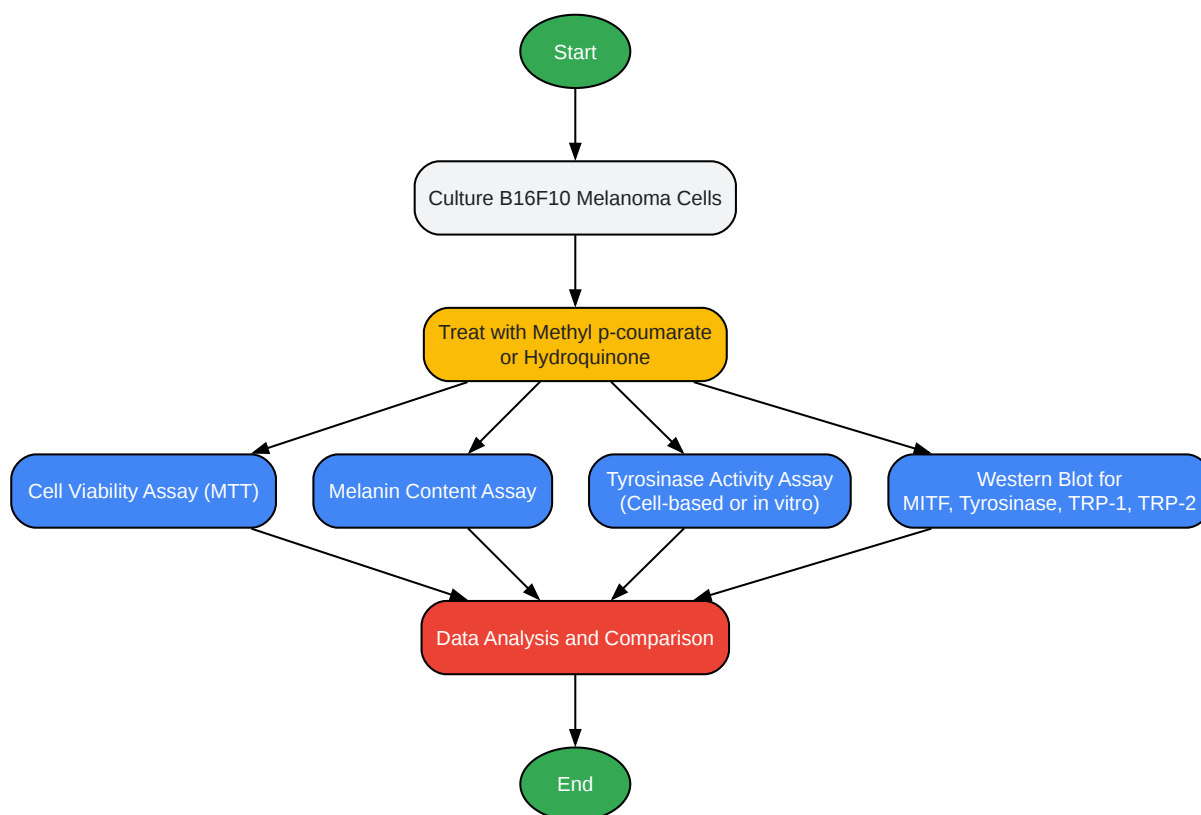 Start
Culture B16F10 Melanoma Cells
Treat with Methyl p-coumarate
or Hydroquinone
Cell Viability Assay (MTT)
Melanin Content Assay
Tyrosinase Activity Assay
(Cell-based or in vitro)
Western Blot for
MITF, Tyrosinase, TRP-1, TRP-2
Data Analysis and Comparison
End